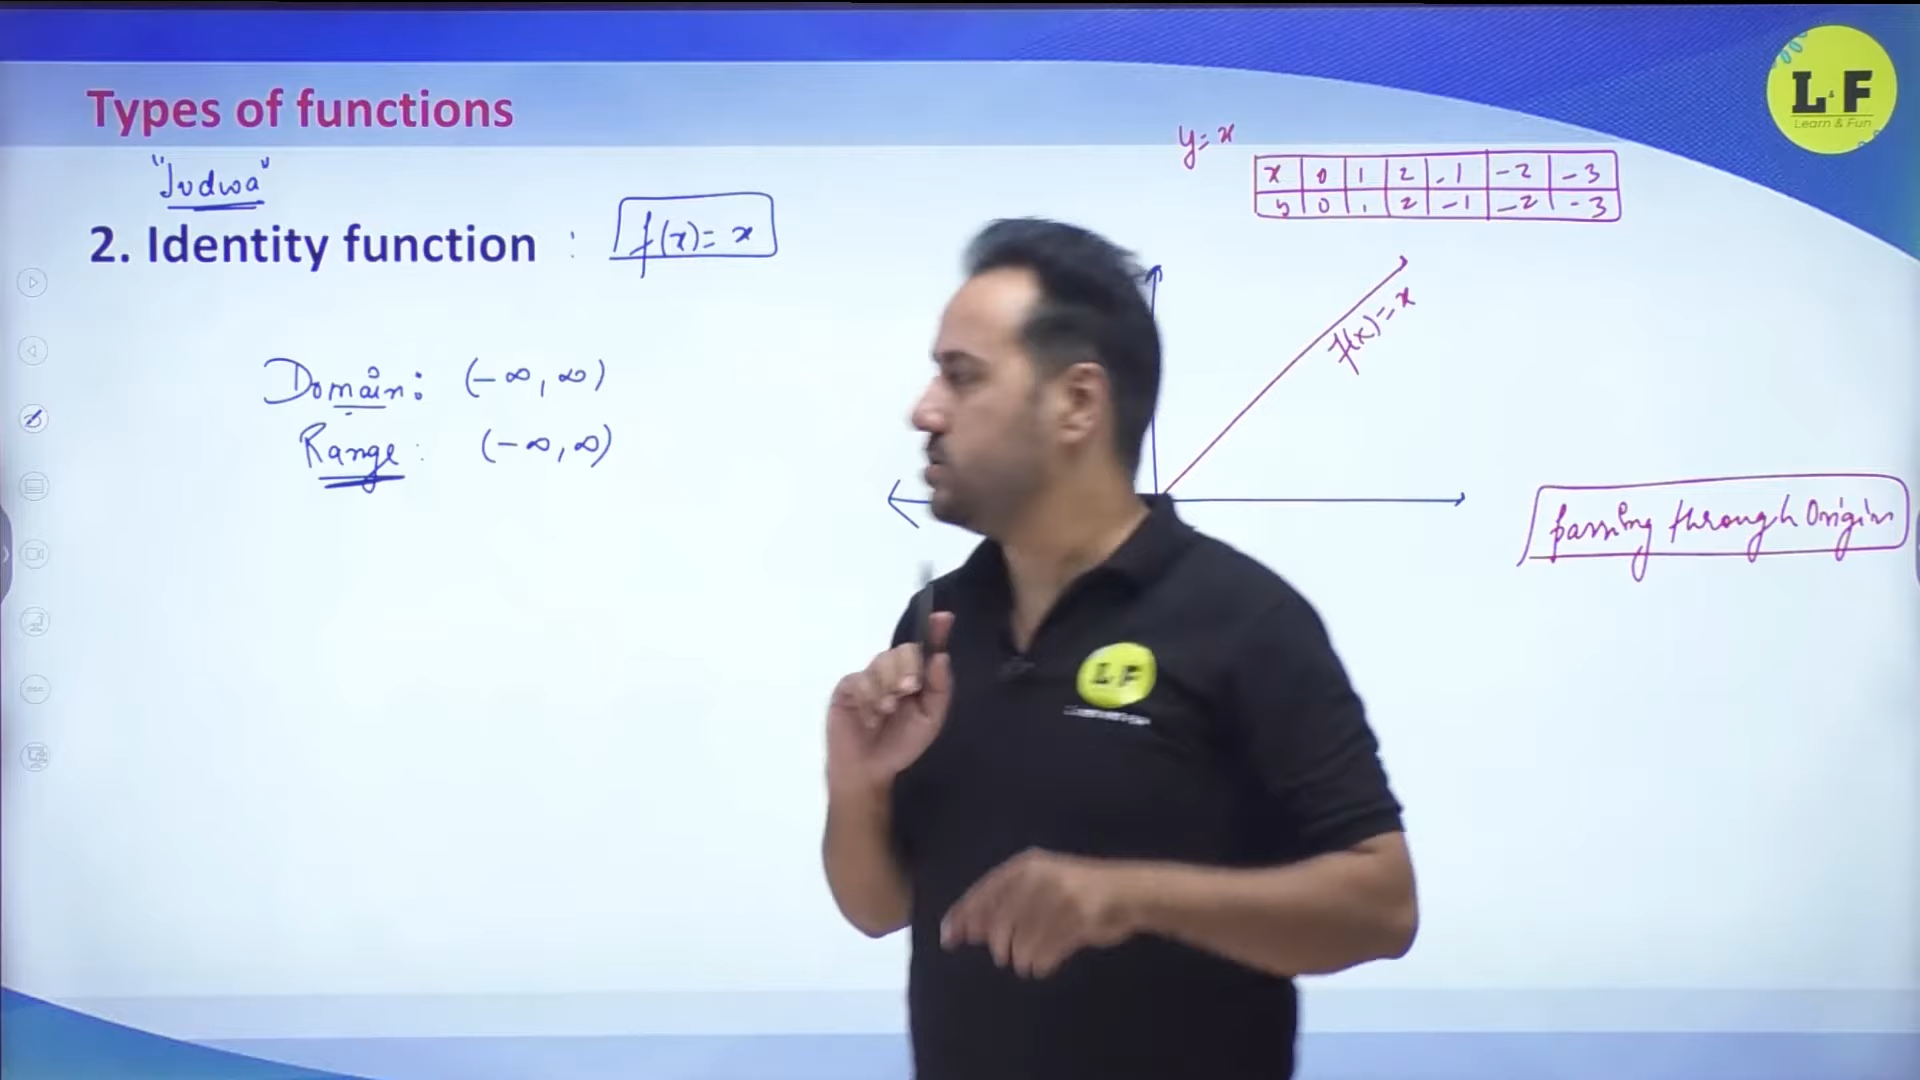 Types of functions
"Judwa"
2. Identity function : f(x) = x
Domain : (-∞, ∞)
Range : (-∞, ∞)
y = x
x 0 1 2 -1 -2 -3
y 0 1 2 -1 -2 -3
f(x) = x
passing through Origin
L&F
Learn & Fun
L F